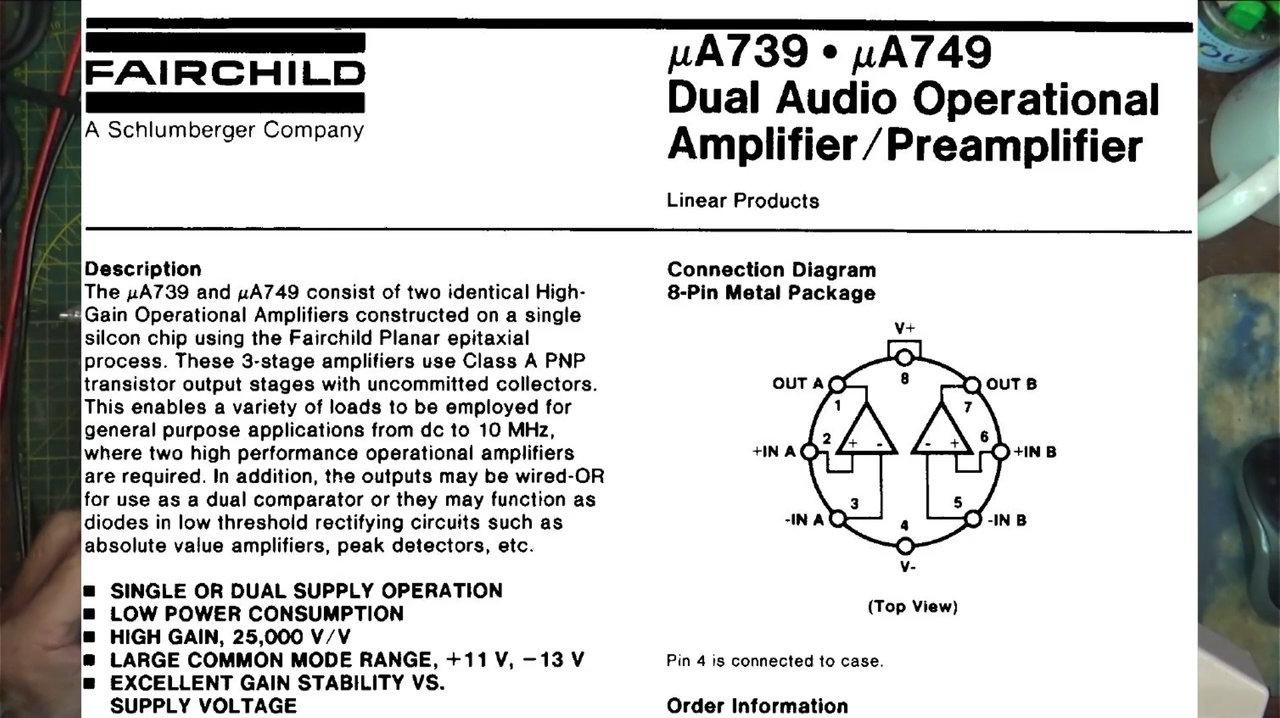 FAIRCHILD
A Schlumberger Company
μA739 • μA749
Dual Audio Operational
Amplifier/Preamplifier
Linear Products
Description
The μA739 and μA749 consist of two identical High-
Gain Operational Amplifiers constructed on a single
silcon chip using the Fairchild Planar epitaxial
process. These 3-stage amplifiers use Class A PNP
transistor output stages with uncommitted collectors.
This enables a variety of loads to be employed for
general purpose applications from dc to 10 MHz,
where two high performance operational amplifiers
are required. In addition, the outputs may be wired-OR
for use as a dual comparator or they may function as
diodes in low threshold rectifying circuits such as
absolute value amplifiers, peak detectors, etc.
■ SINGLE OR DUAL SUPPLY OPERATION
■ LOW POWER CONSUMPTION
■ HIGH GAIN, 25,000 V/V
■ LARGE COMMON MODE RANGE, +11 V, −13 V
■ EXCELLENT GAIN STABILITY VS.
SUPPLY VOLTAGE
Connection Diagram
8-Pin Metal Package
V+
8
OUT A
OUT B
1
7
+IN A
2
+ -
- +
6
+IN B
3
5
-IN A
4
-IN B
V-
(Top View)
Pin 4 is connected to case.
Order Information